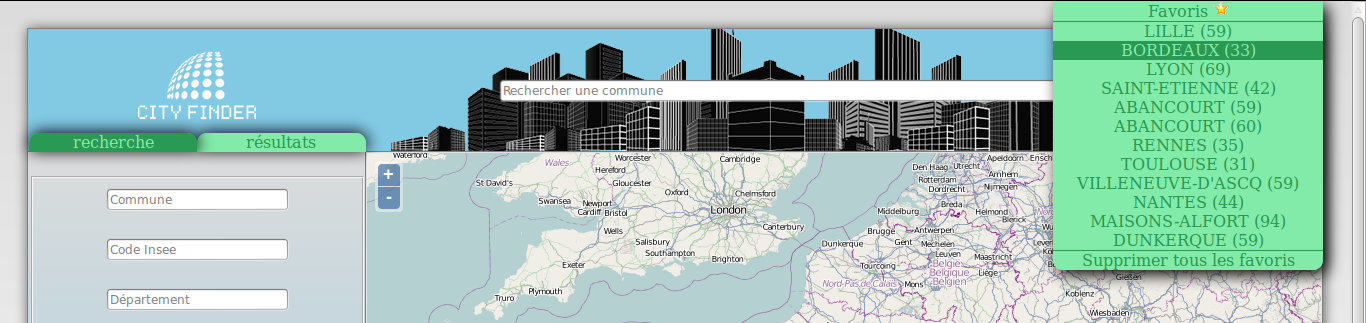 Favoris
LILLE (59)
BORDEAUX (33)
LYON (69)
SAINT-ETIENNE (42)
ABANCOURT (59)
ABANCOURT (60)
RENNES (35)
TOULOUSE (31)
VILLENEUVE-D'ASCQ (59)
NANTES (44)
MAISONS-ALFORT (94)
DUNKERQUE (59)
Supprimer tous les favoris
CITY FINDER
Rechercher une commune
recherche
résultats
Commune
Code Insee
Département
+
-
Waterford
Wales
Worcester
Cambridge
St David's
Hereford
Gloucester
Oxford
Chelmsford
Swansea
Newport
Cardiff
Bristol
London
Wells
Canterbury
Salisbury
Southampton
Brighton
Exeter
Plymouth
Truro
Den Haag
Utrecht
Apeldoorn
Rotterdam
Arnhem
Dordrecht
Nijmegen
Middelburg
Breda
Helmond
Brugge
Antwerpen
Dunkerque
Gent
Mechelen
Leuven
Maastricht
Tourcoing
België
Belgique
Belgien
Liège
Nord-Pas de Calais
Mons
Gießen
Koblenz
Wiesbaden